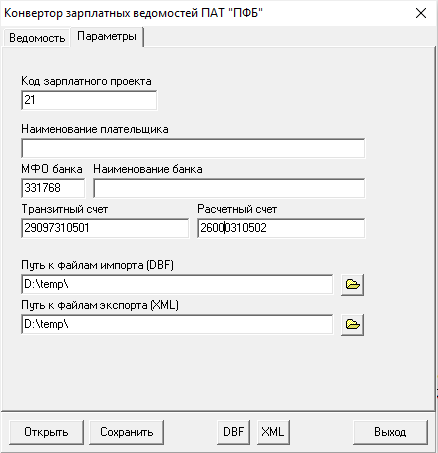 Конвертор зарплатных ведомостей ПАТ "ПФБ"
Ведомость Параметры
Код зарплатного проекта
21
Наименование плательщика
МФО банка Наименование банка
331768
Транзитный счет Расчетный счет
29097310501 26000310502
Путь к файлам импорта (DBF)
D:\temp\
Путь к файлам экспорта (XML)
D:\temp\
Открыть Сохранить DBF XML Выход